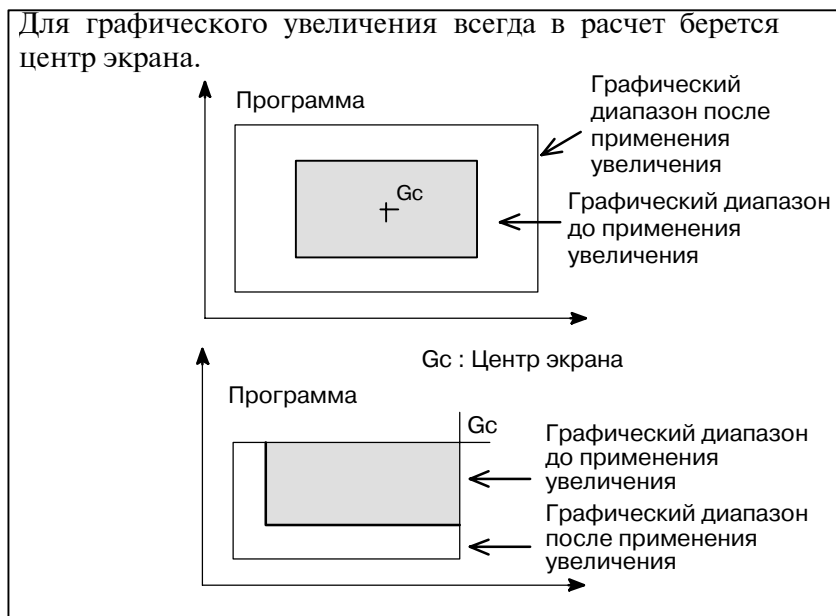 Для графического увеличения всегда в расчет берется
центр экрана.
Программа
Графический
диапазон после
применения
увеличения
Gc
Графический диапазон
до применения
увеличения
Gc : Центр экрана
Программа
Gc
Графический диапазон
до применения
увеличения
Графический диапазон
после применения
увеличения